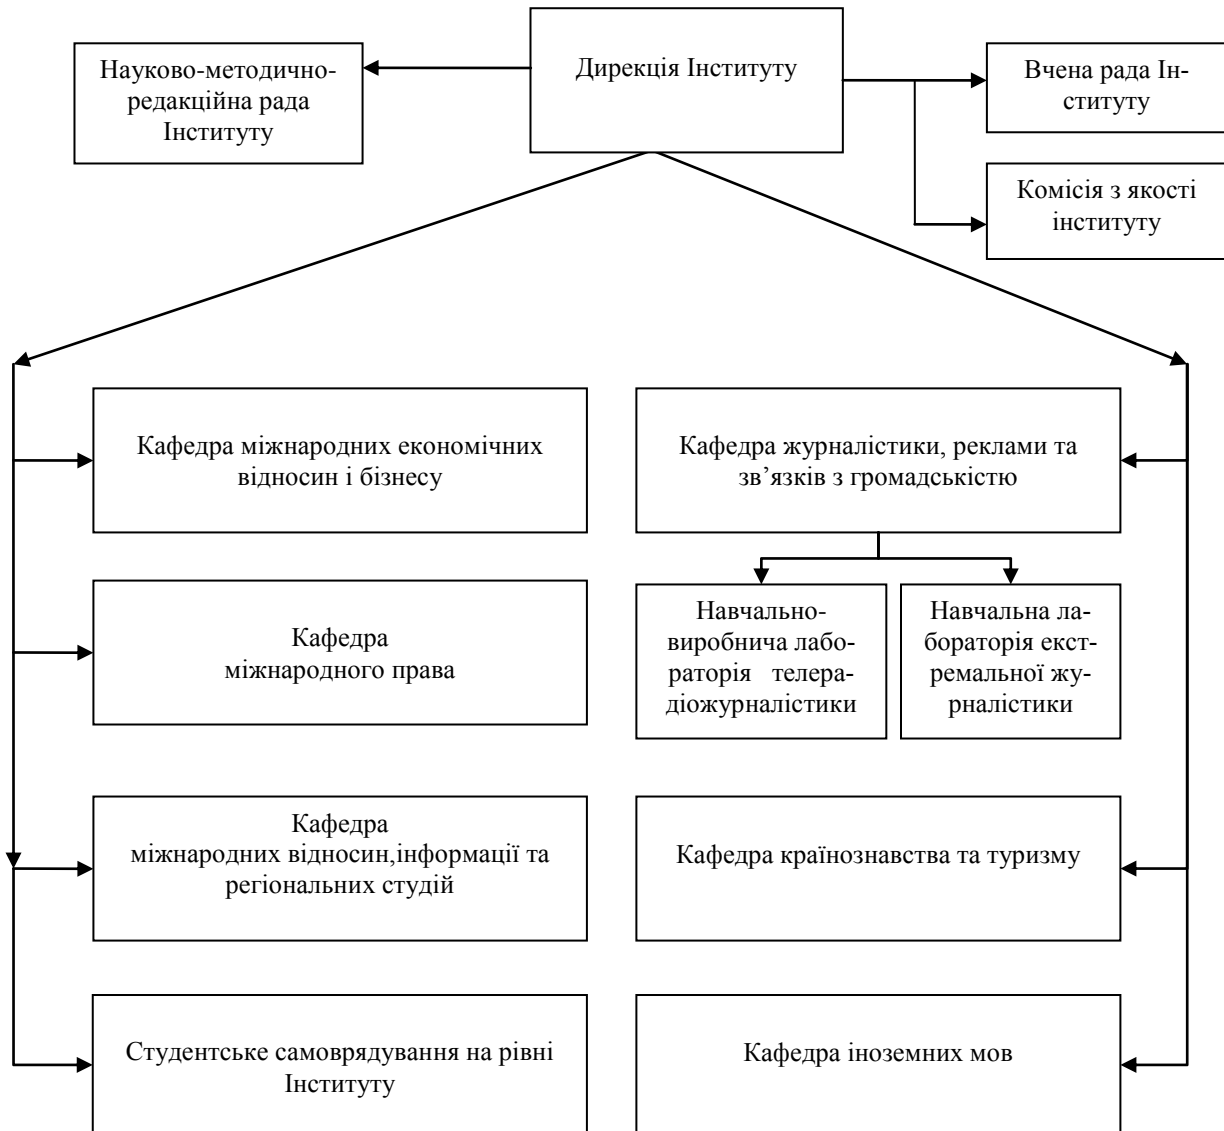 Дирекція Інституту
Науково-методично-
редакційна рада
Інституту
Вчена рада Ін-
ституту
Комісія з якості
інституту
Кафедра міжнародних економічних
відносин і бізнесу
Кафедра журналістики, реклами та
зв’язків з громадськістю
Кафедра
міжнародного права
Навчально-
виробнича лабо-
раторія телера-
діожурналістики
Навчальна ла-
бораторія екст-
ремальної жу-
рналістики
Кафедра
міжнародних відносин,інформації та
регіональних студій
Кафедра країнознавства та туризму
Студентське самоврядування на рівні
Інституту
Кафедра іноземних мов